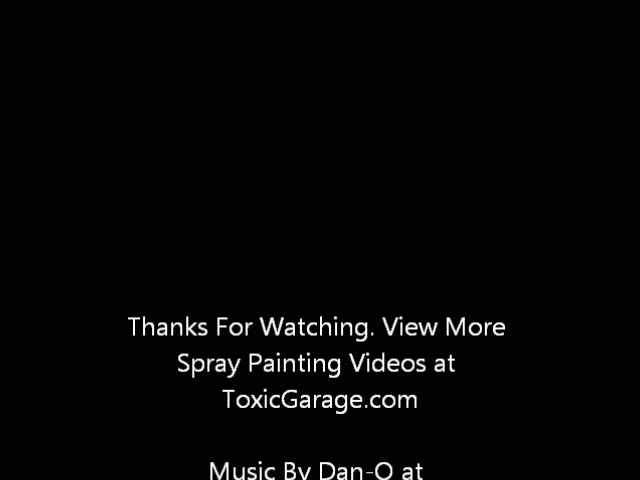 Thanks For Watching. View More
Spray Painting Videos at
ToxicGarage.com
Music By Dan-O at